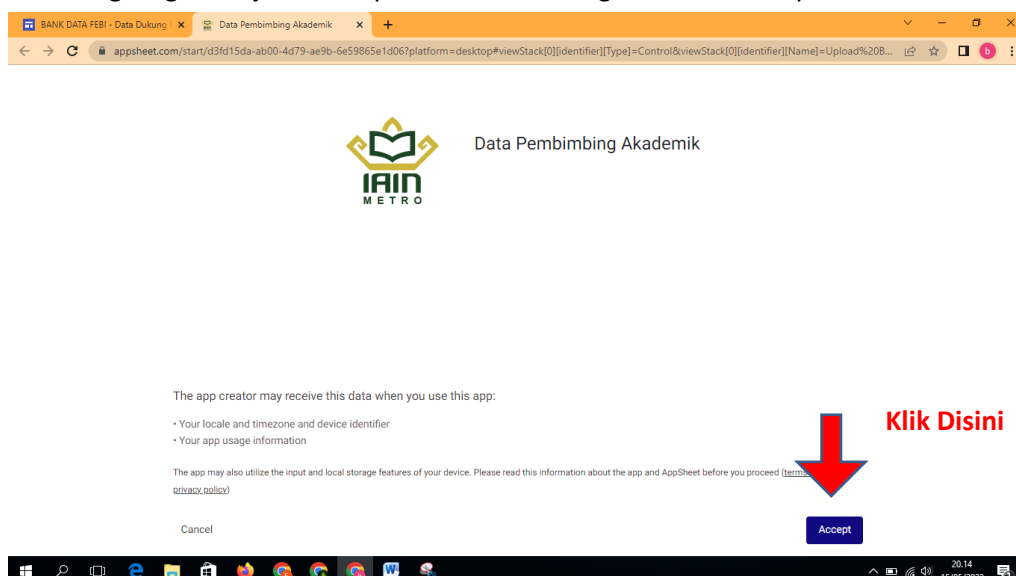 BANK DATA FEBI - Data Dukung
Data Pembimbing Akademik
appsheet.com/start/d3fd15da-ab00-4d79-ae9b-6e59865e1d06?platform=desktop#viewStack[0][identifier][Type]=Control&viewStack[0][identifier][Name]=Upload%20B...
b
IAIN
METRO
Data Pembimbing Akademik
The app creator may receive this data when you use this app:
• Your locale and timezone and device identifier
• Your app usage information
Klik Disini
The app may also utilize the input and local storage features of your device. Please read this information about the app and AppSheet before you proceed (terms
privacy policy)
Cancel
Accept
20.14